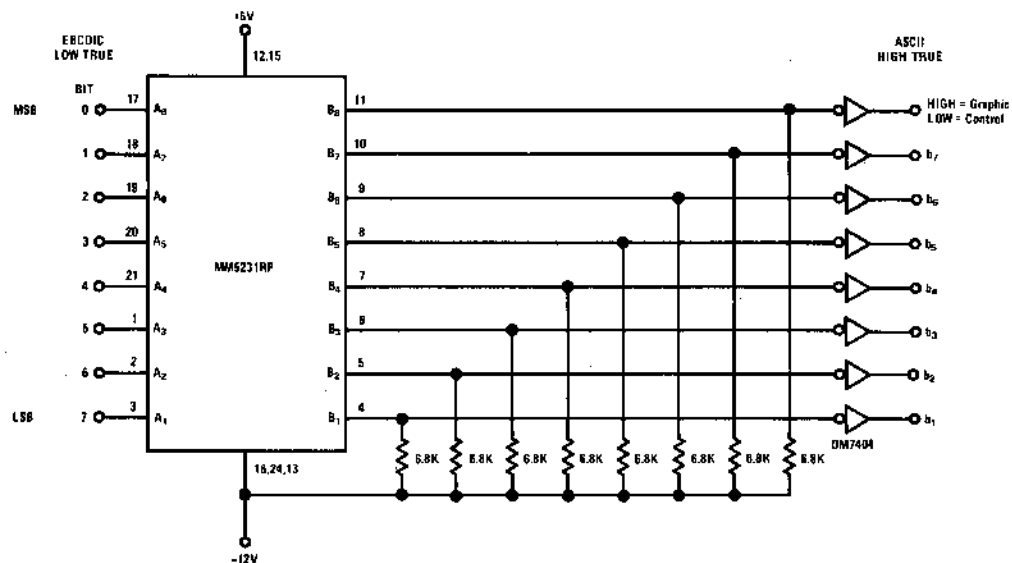 +6V
EBCDIC
LOW TRUE
ASCII
HIGH TRUE
12,15
BIT
MSB 0 17 A8 B8 11 HIGH = Graphic
LOW = Control
1 18 A7 B7 10 b7
2 19 A6 B6 9 b6
3 20 A5 B5 8 b5
MM5231RP
4 21 A4 B4 7 b4
5 1 A3 B3 6 b3
6 2 A2 B2 5 b2
LSB 7 3 A1 B1 4 b1
DM7404
6.8K 6.8K 6.8K 6.8K 6.8K 6.8K 6.8K 6.8K
16,24,13
-12V